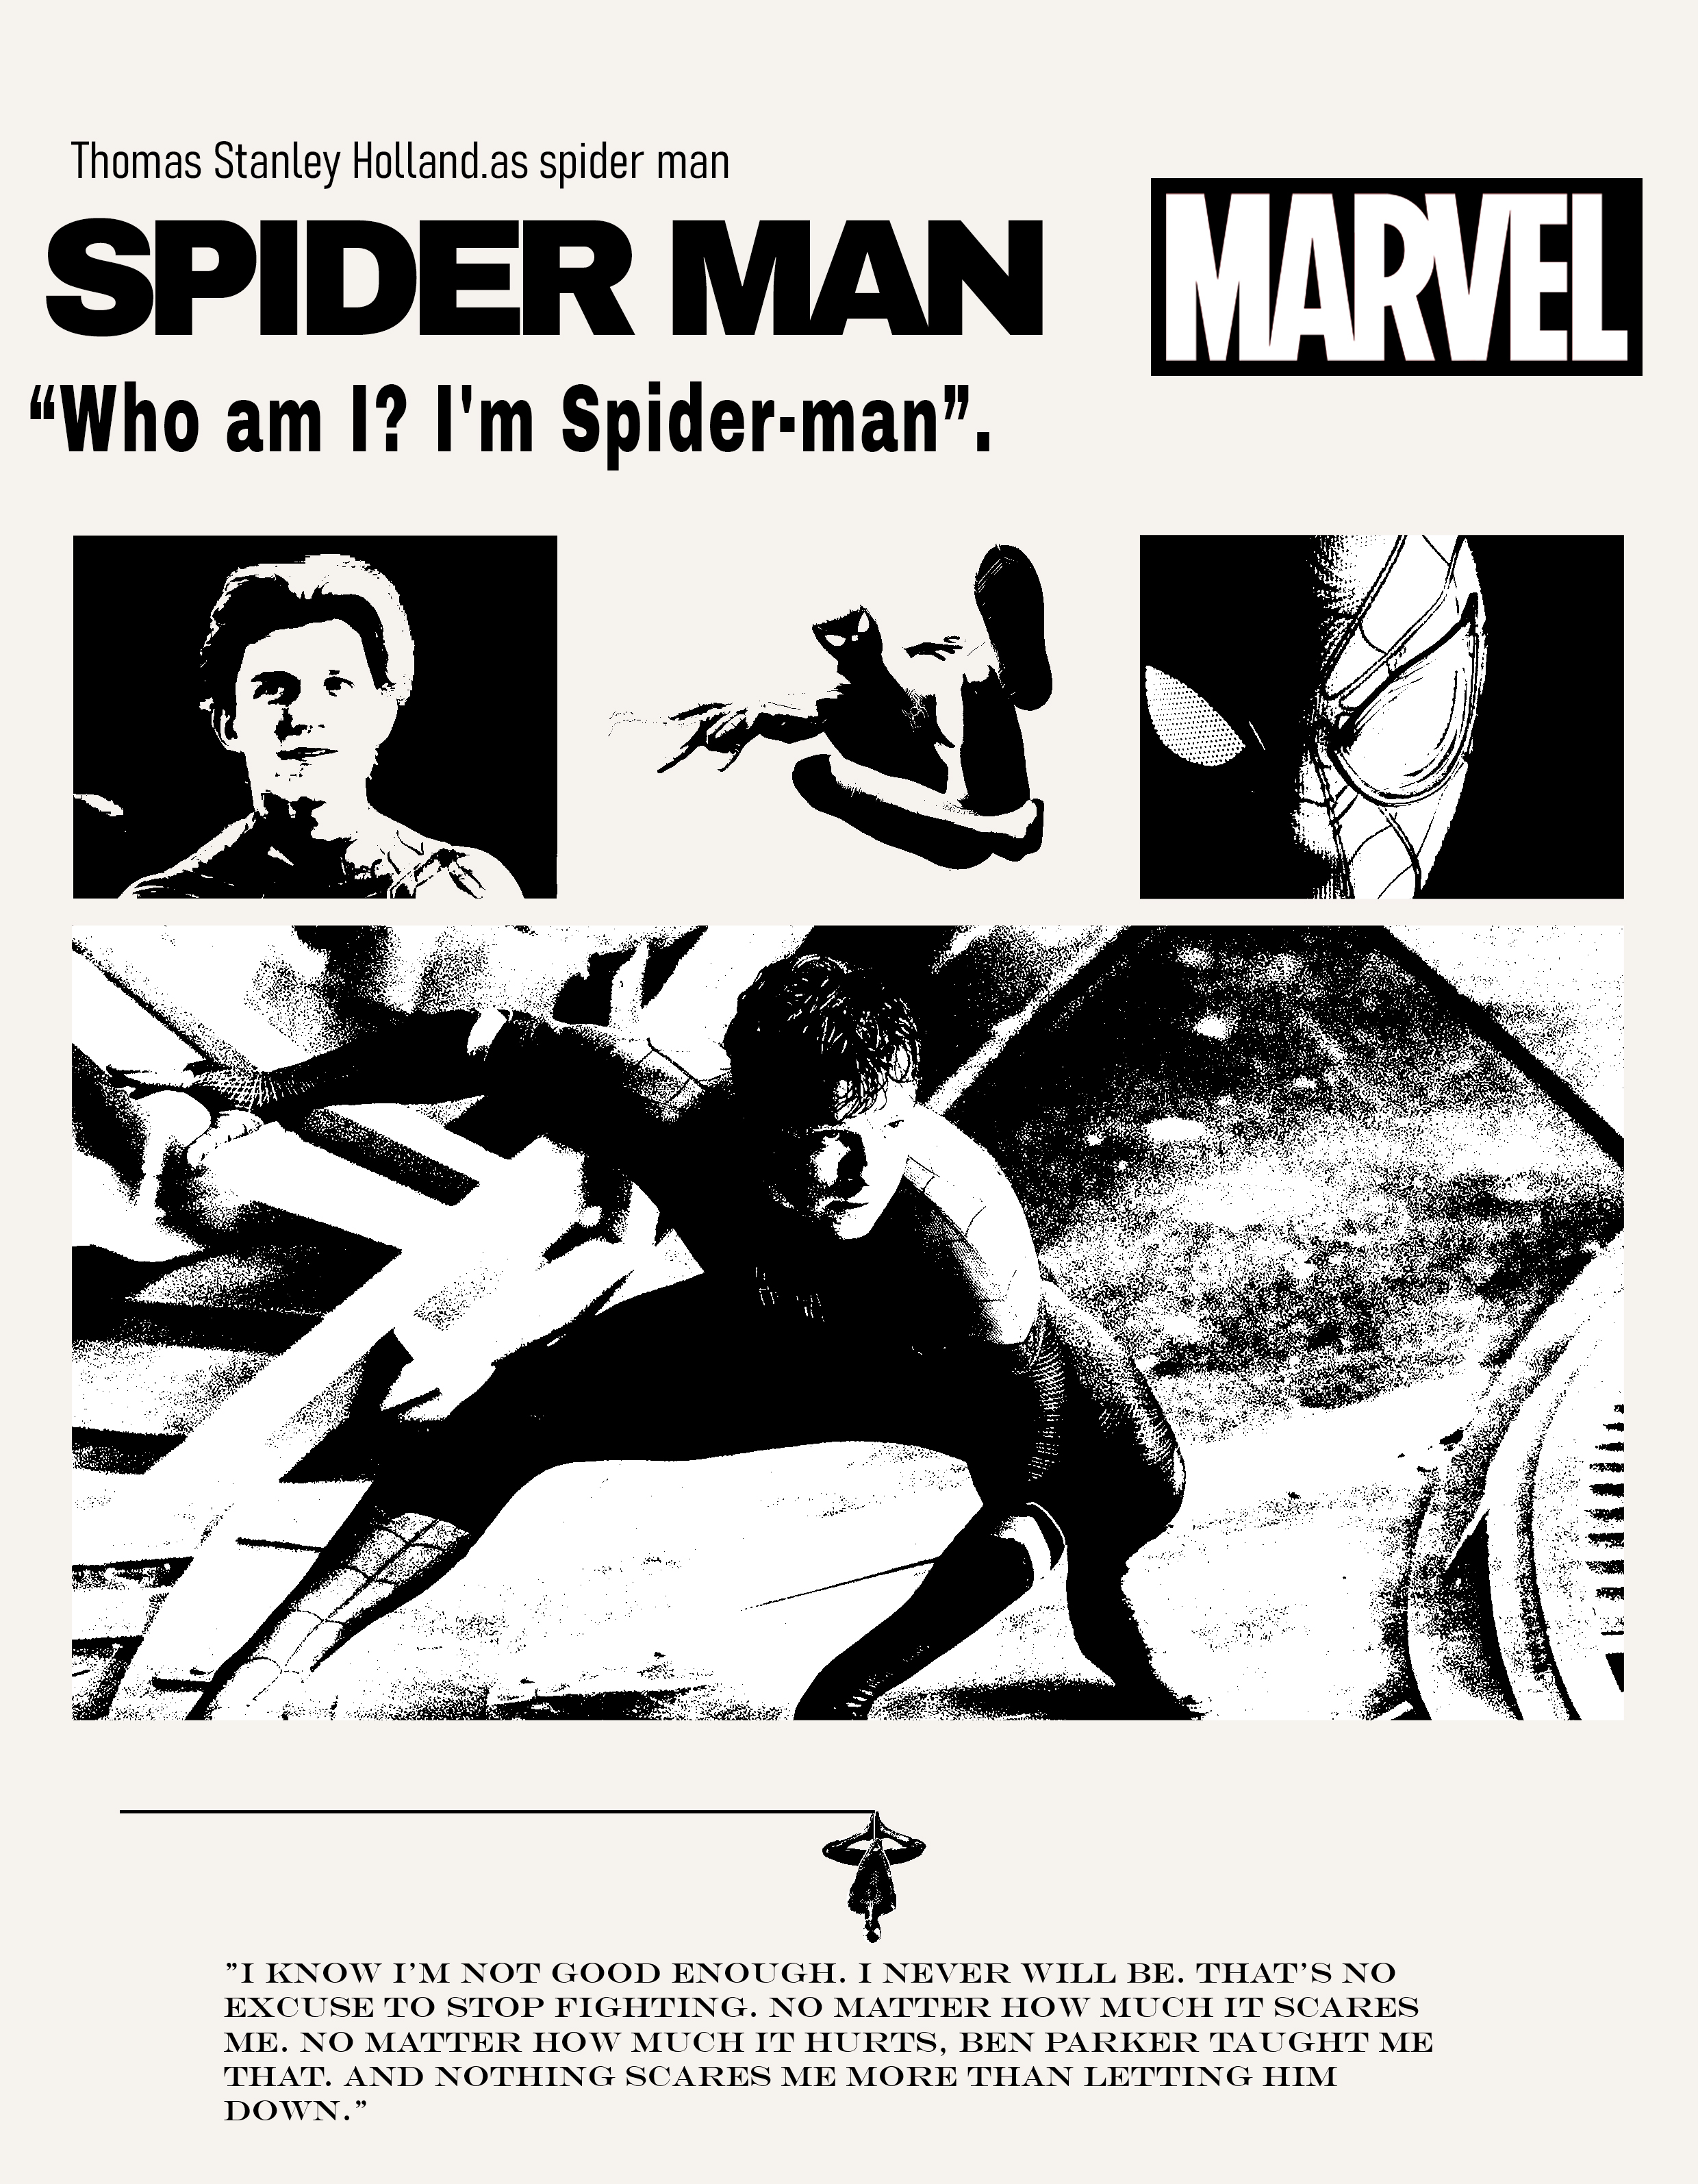 Thomas Stanley Holland.as spider man
SPIDER MAN
MARVEL
“Who am I? I'm Spider-man”.
”I KNOW I’M NOT GOOD ENOUGH. I NEVER WILL BE. THAT’S NO
EXCUSE TO STOP FIGHTING. NO MATTER HOW MUCH IT SCARES
ME. NO MATTER HOW MUCH IT HURTS, BEN PARKER TAUGHT ME
THAT. AND NOTHING SCARES ME MORE THAN LETTING HIM
DOWN.”